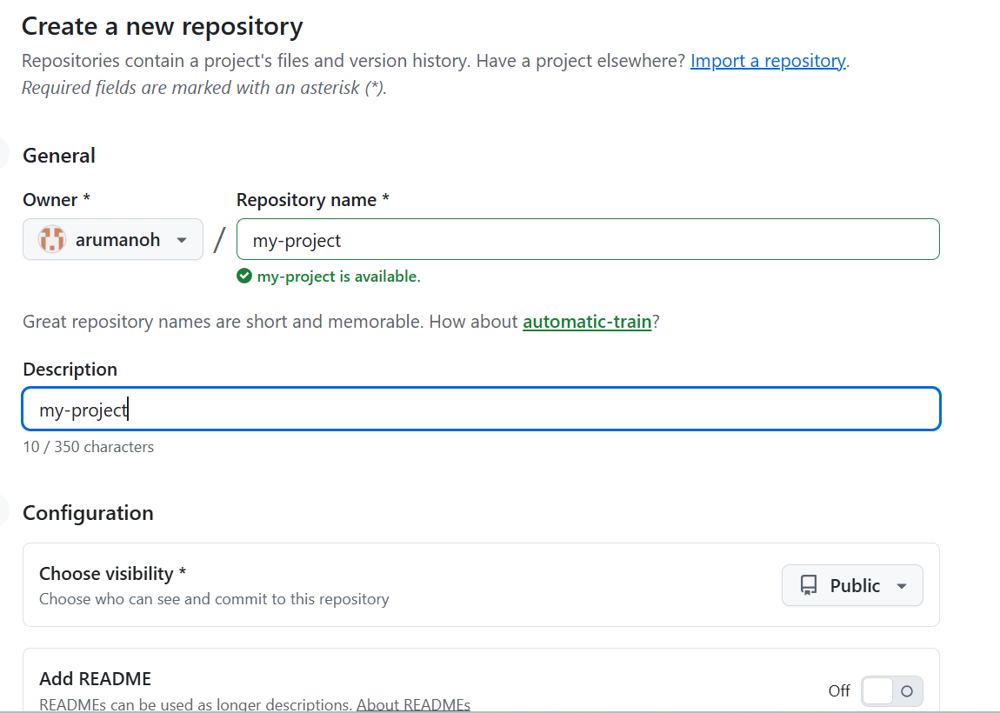 Create a new repository
Repositories contain a project's files and version history. Have a project elsewhere? Import a repository.
Required fields are marked with an asterisk (*).
General
Owner * Repository name *
arumanoh / my-project
my-project is available.
Great repository names are short and memorable. How about automatic-train?
Description
my-project
10 / 350 characters
Configuration
Choose visibility *
Choose who can see and commit to this repository
Public
Add README
READMEs can be used as longer descriptions. About READMEs
Off